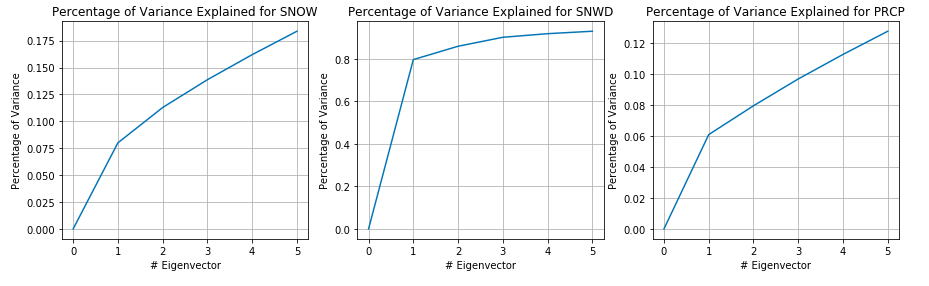 Percentage of Variance Explained for SNOW
Percentage of Variance
0.175
0.150
0.125
0.100
0.075
0.050
0.025
0.000
0 1 2 3 4 5
# Eigenvector
Percentage of Variance Explained for SNWD
Percentage of Variance
0.8
0.6
0.4
0.2
0.0
0 1 2 3 4 5
# Eigenvector
Percentage of Variance Explained for PRCP
Percentage of Variance
0.12
0.10
0.08
0.06
0.04
0.02
0.00
0 1 2 3 4 5
# Eigenvector